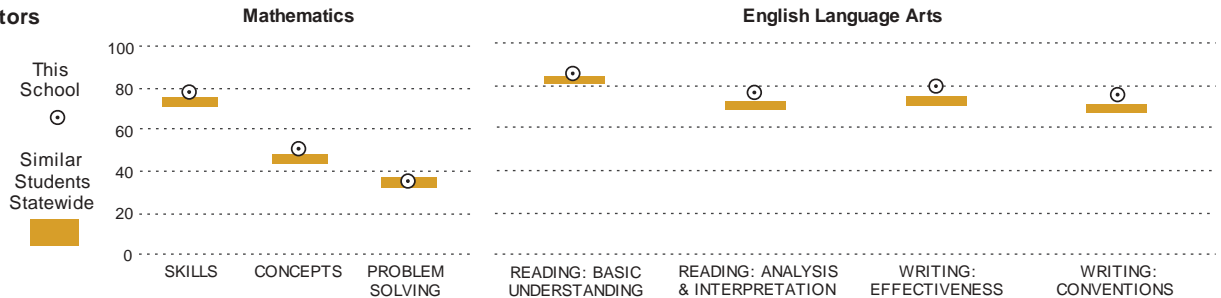 tors
Mathematics
English Language Arts
This
School
Similar
Students
Statewide
100
80
60
40
20
0
SKILLS
CONCEPTS
PROBLEM
SOLVING
READING: BASIC
UNDERSTANDING
READING: ANALYSIS
& INTERPRETATION
WRITING:
EFFECTIVENESS
WRITING:
CONVENTIONS